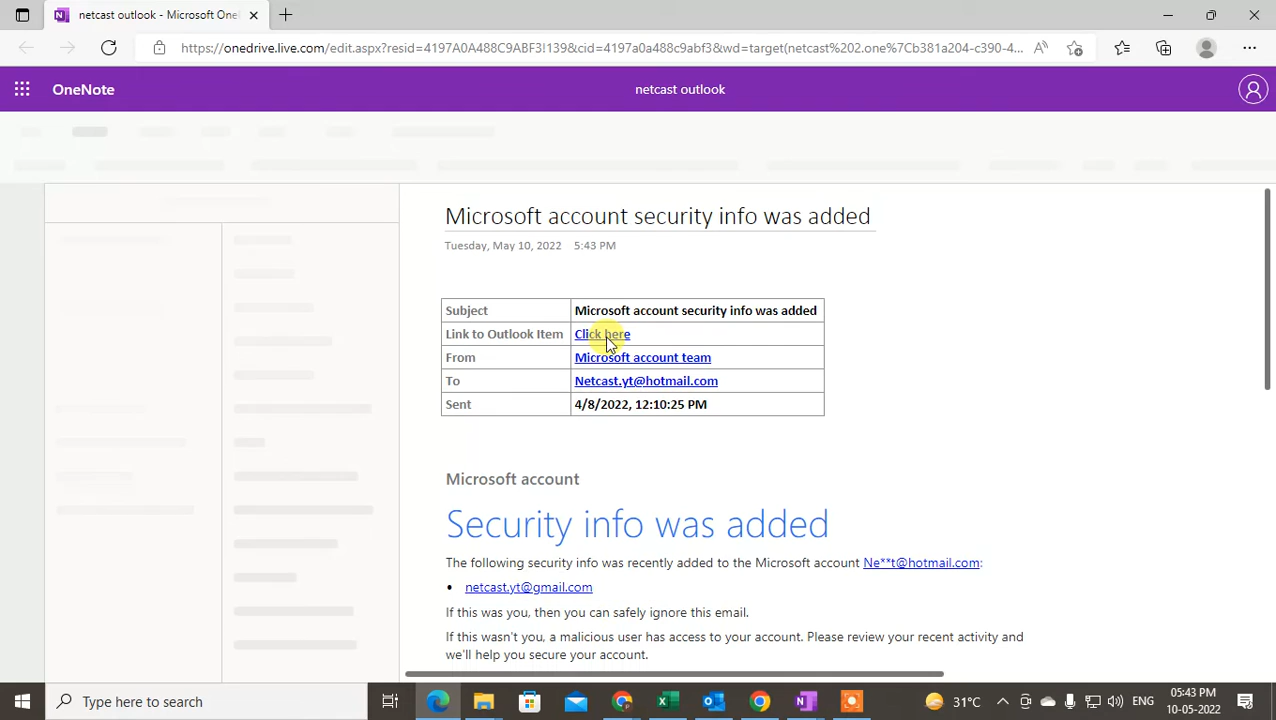 netcast outlook - Microsoft OneN
https://onedrive.live.com/edit.aspx?resid=4197A0A488C9ABF3!139&cid=4197a0a488c9abf3&wd=target(netcast%202.one%7Cb381a204-c390-4...
OneNote
netcast outlook
Microsoft account security info was added
Tuesday, May 10, 2022 5:43 PM
Subject Microsoft account security info was added
Link to Outlook Item Click here
From Microsoft account team
To Netcast.yt@hotmail.com
Sent 4/8/2022, 12:10:25 PM
Microsoft account
Security info was added
The following security info was recently added to the Microsoft account Ne**t@hotmail.com:
• netcast.yt@gmail.com
If this was you, then you can safely ignore this email.
If this wasn't you, a malicious user has access to your account. Please review your recent activity and
we'll help you secure your account.
Type here to search
31°C
ENG
05:43 PM
10-05-2022